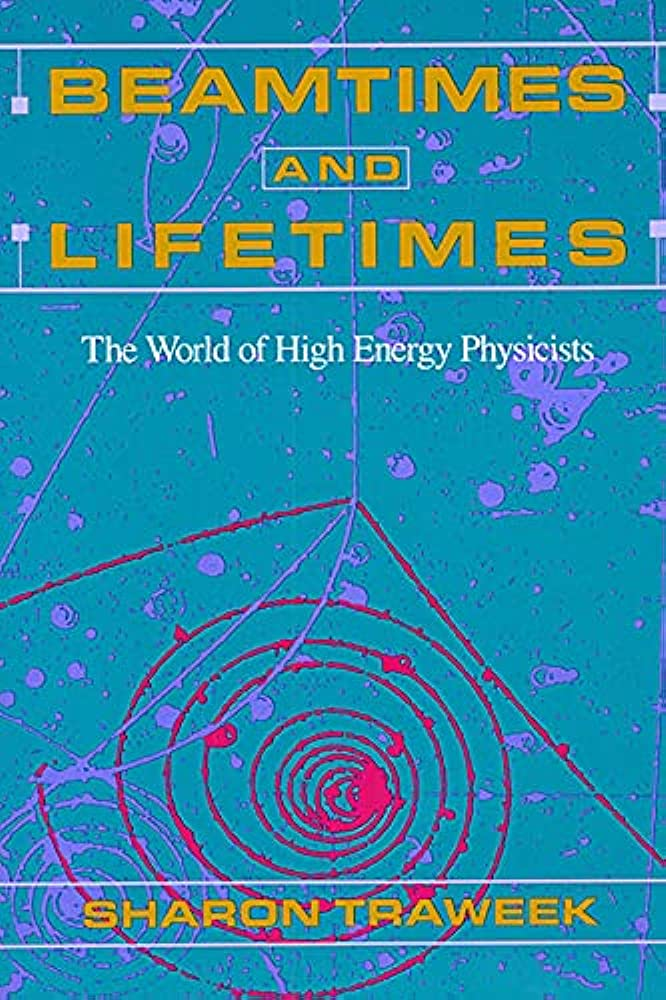 BEAMTIMES
AND
LIFETIMES
The World of High Energy Physicists
SHARON TRAWEEK